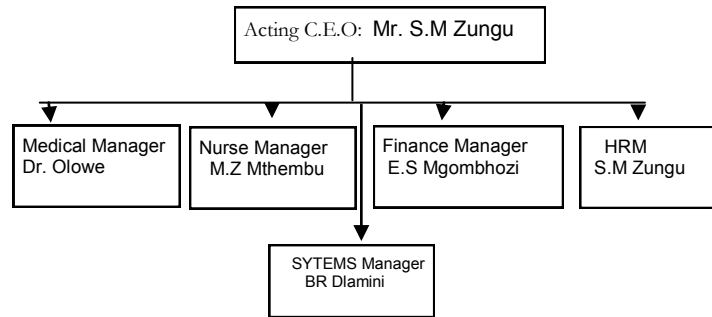 Acting C.E.O: Mr. S.M Zungu
Medical Manager
Dr. Olowe
Nurse Manager
M.Z Mthembu
Finance Manager
E.S Mgombhozi
HRM
S.M Zungu
SYTEMS Manager
BR Dlamini